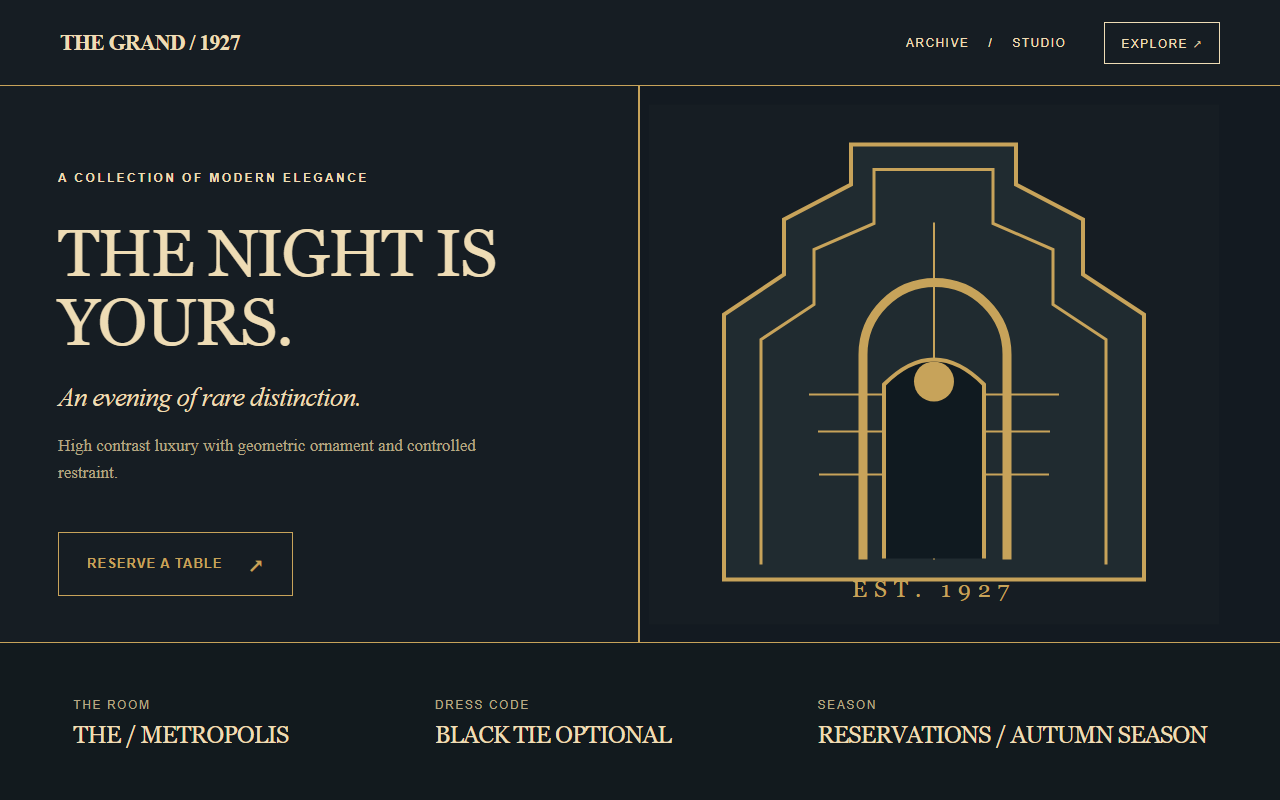 THE GRAND / 1927
ARCHIVE / STUDIO
EXPLORE ↗
A COLLECTION OF MODERN ELEGANCE
THE NIGHT IS
YOURS.
An evening of rare distinction.
High contrast luxury with geometric ornament and controlled
restraint.
RESERVE A TABLE ↗
EST. 1927
THE ROOM
THE / METROPOLIS
DRESS CODE
BLACK TIE OPTIONAL
SEASON
RESERVATIONS / AUTUMN SEASON